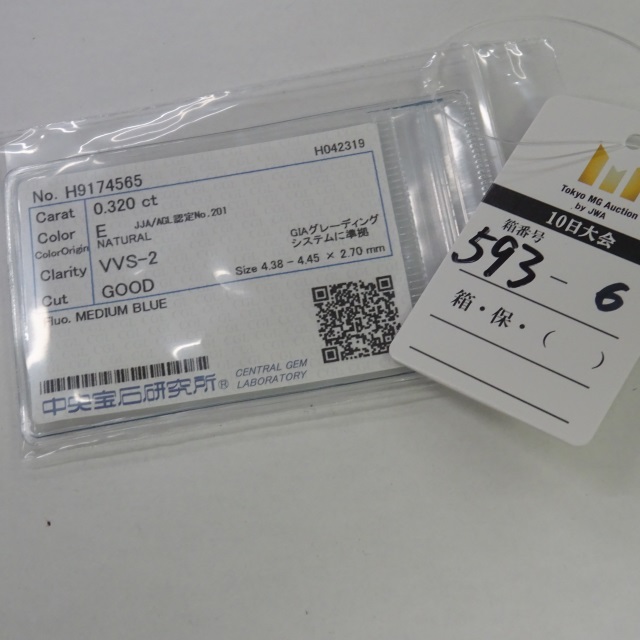 No. H9174565
H042319
Carat 0.320 ct
Color E JJA/AGL認定No.201
ColorOrigin NATURAL
GIAグレーディング
システムに準拠
Clarity VVS-2
Size 4.38 - 4.45 × 2.70 mm
Cut GOOD
Fluo. MEDIUM BLUE
中央宝石研究所®
CENTRAL GEM
LABORATORY
Tokyo MG Auction
by JWA
10日大会
箱番号
593-6
箱・保・( )